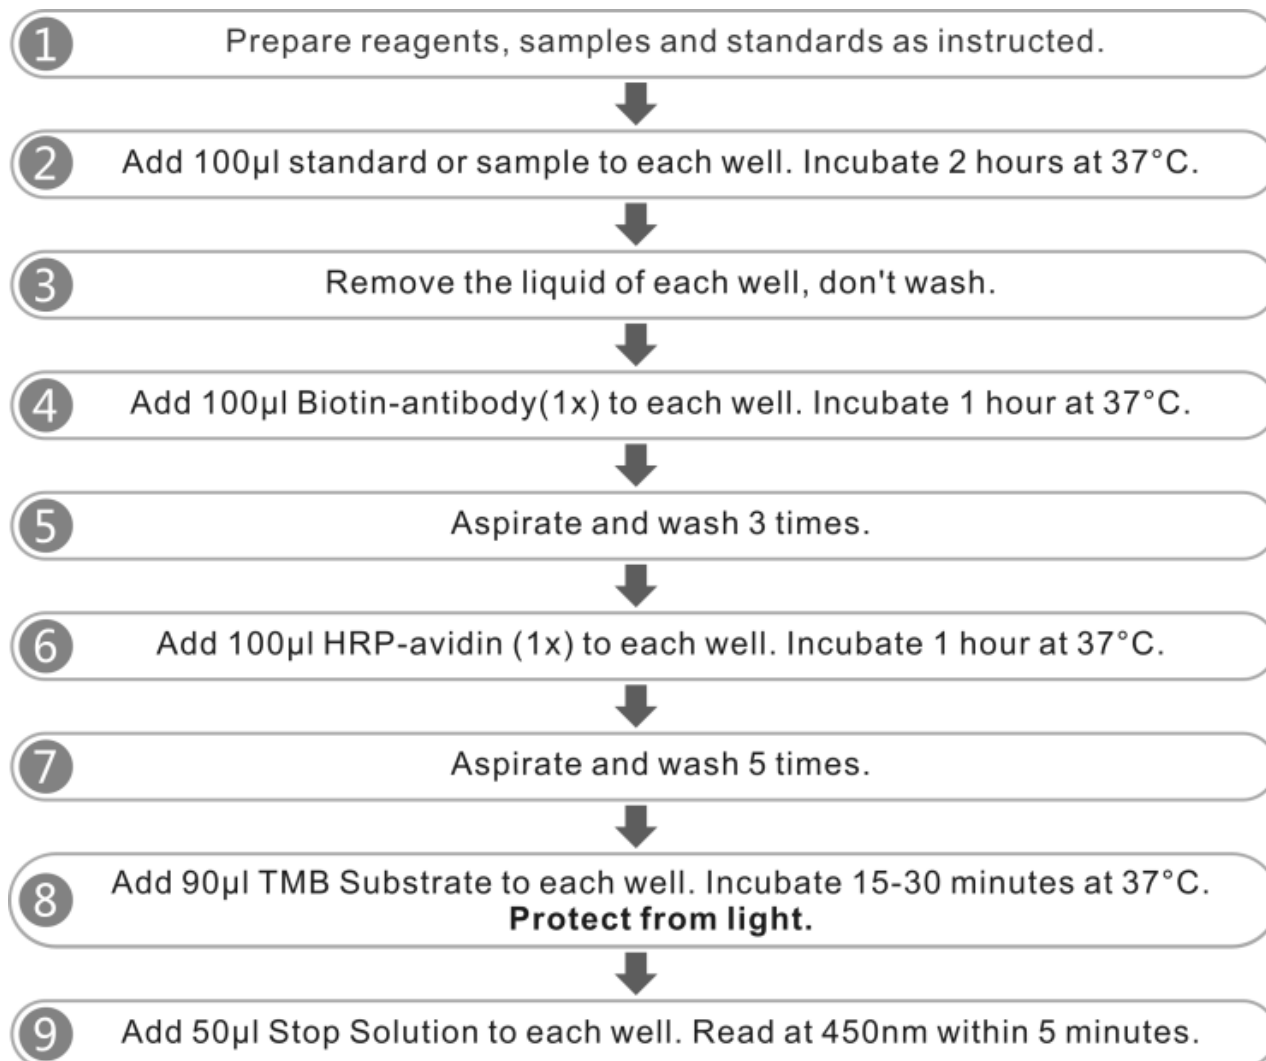 1 Prepare reagents, samples and standards as instructed.
2 Add 100µl standard or sample to each well. Incubate 2 hours at 37°C.
3 Remove the liquid of each well, don't wash.
4 Add 100µl Biotin-antibody(1x) to each well. Incubate 1 hour at 37°C.
5 Aspirate and wash 3 times.
6 Add 100µl HRP-avidin (1x) to each well. Incubate 1 hour at 37°C.
7 Aspirate and wash 5 times.
8 Add 90µl TMB Substrate to each well. Incubate 15-30 minutes at 37°C.
Protect from light.
9 Add 50µl Stop Solution to each well. Read at 450nm within 5 minutes.